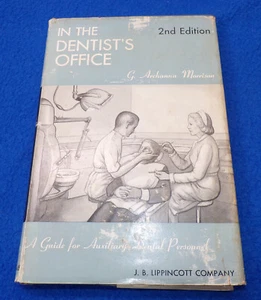 IN THE
DENTIST'S
OFFICE
2nd Edition
G. Archanna Morrison
A Guide for Auxiliary Dental Personnel
J. B. LIPPINCOTT COMPANY